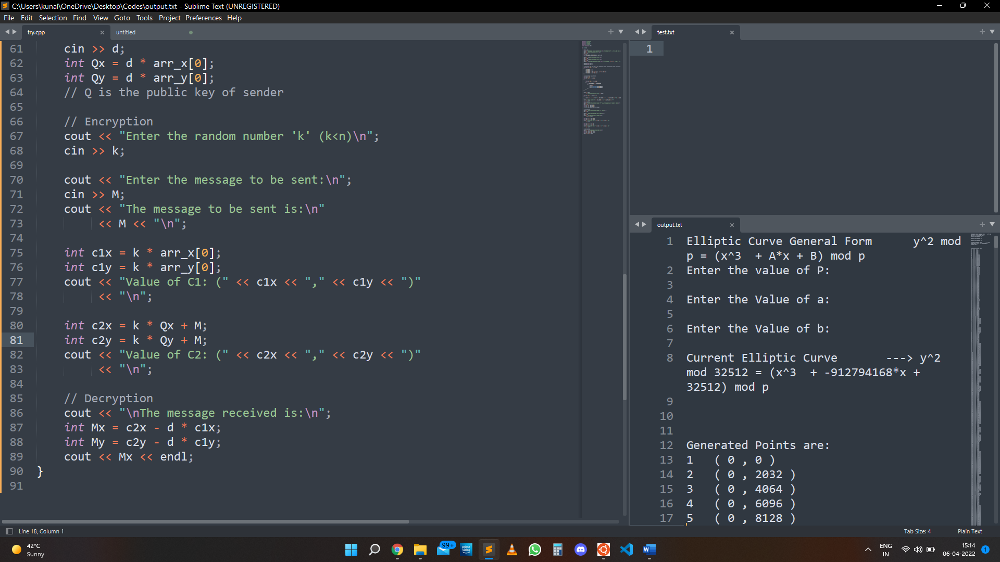 C:\Users\kunal\OneDrive\Desktop\Codes\output.txt - Sublime Text (UNREGISTERED)
File Edit Selection Find View Goto Tools Project Preferences Help
try.cpp
untitled
61 cin >> d;
62 int Qx = d * arr_x[0];
63 int Qy = d * arr_y[0];
64 // Q is the public key of sender
65
66 // Encryption
67 cout << "Enter the random number 'k' (k<n)\n";
68 cin >> k;
69
70 cout << "Enter the message to be sent:\n";
71 cin >> M;
72 cout << "The message to be sent is:\n"
73 << M << "\n";
74
75 int c1x = k * arr_x[0];
76 int c1y = k * arr_y[0];
77 cout << "Value of C1: (" << c1x << "," << c1y << ")"
78 << "\n";
79
80 int c2x = k * Qx + M;
81 int c2y = k * Qy + M;
82 cout << "Value of C2: (" << c2x << "," << c2y << ")"
83 << "\n";
84
85 // Decryption
86 cout << "\nThe message received is:\n";
87 int Mx = c2x - d * c1x;
88 int My = c2y - d * c1y;
89 cout << Mx << endl;
90 }
91
test.txt
1
output.txt
1 Elliptic Curve General Form y^2 mod
p = (x^3 + A*x + B) mod p
2 Enter the value of P:
3
4 Enter the Value of a:
5
6 Enter the Value of b:
7
8 Current Elliptic Curve ---> y^2
mod 32512 = (x^3 + -912794168*x +
32512) mod p
9
10
11
12 Generated Points are:
13 1 ( 0 , 0 )
14 2 ( 0 , 2032 )
15 3 ( 0 , 4064 )
16 4 ( 0 , 6096 )
17 5 ( 0 , 8128 )
Line 18, Column 1
Tab Size: 4
Plain Text
42°C
Sunny
99+
prime video
ENG
IN
15:14
06-04-2022
1